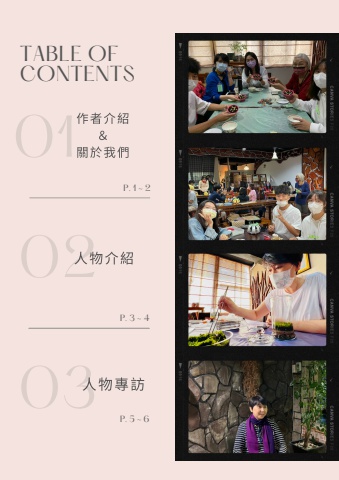 TABLE OF
CONTENTS
01
作者介紹
&
關於我們
P.1-2
02
人物介紹
P.3-4
03
人物專訪
P.5-6